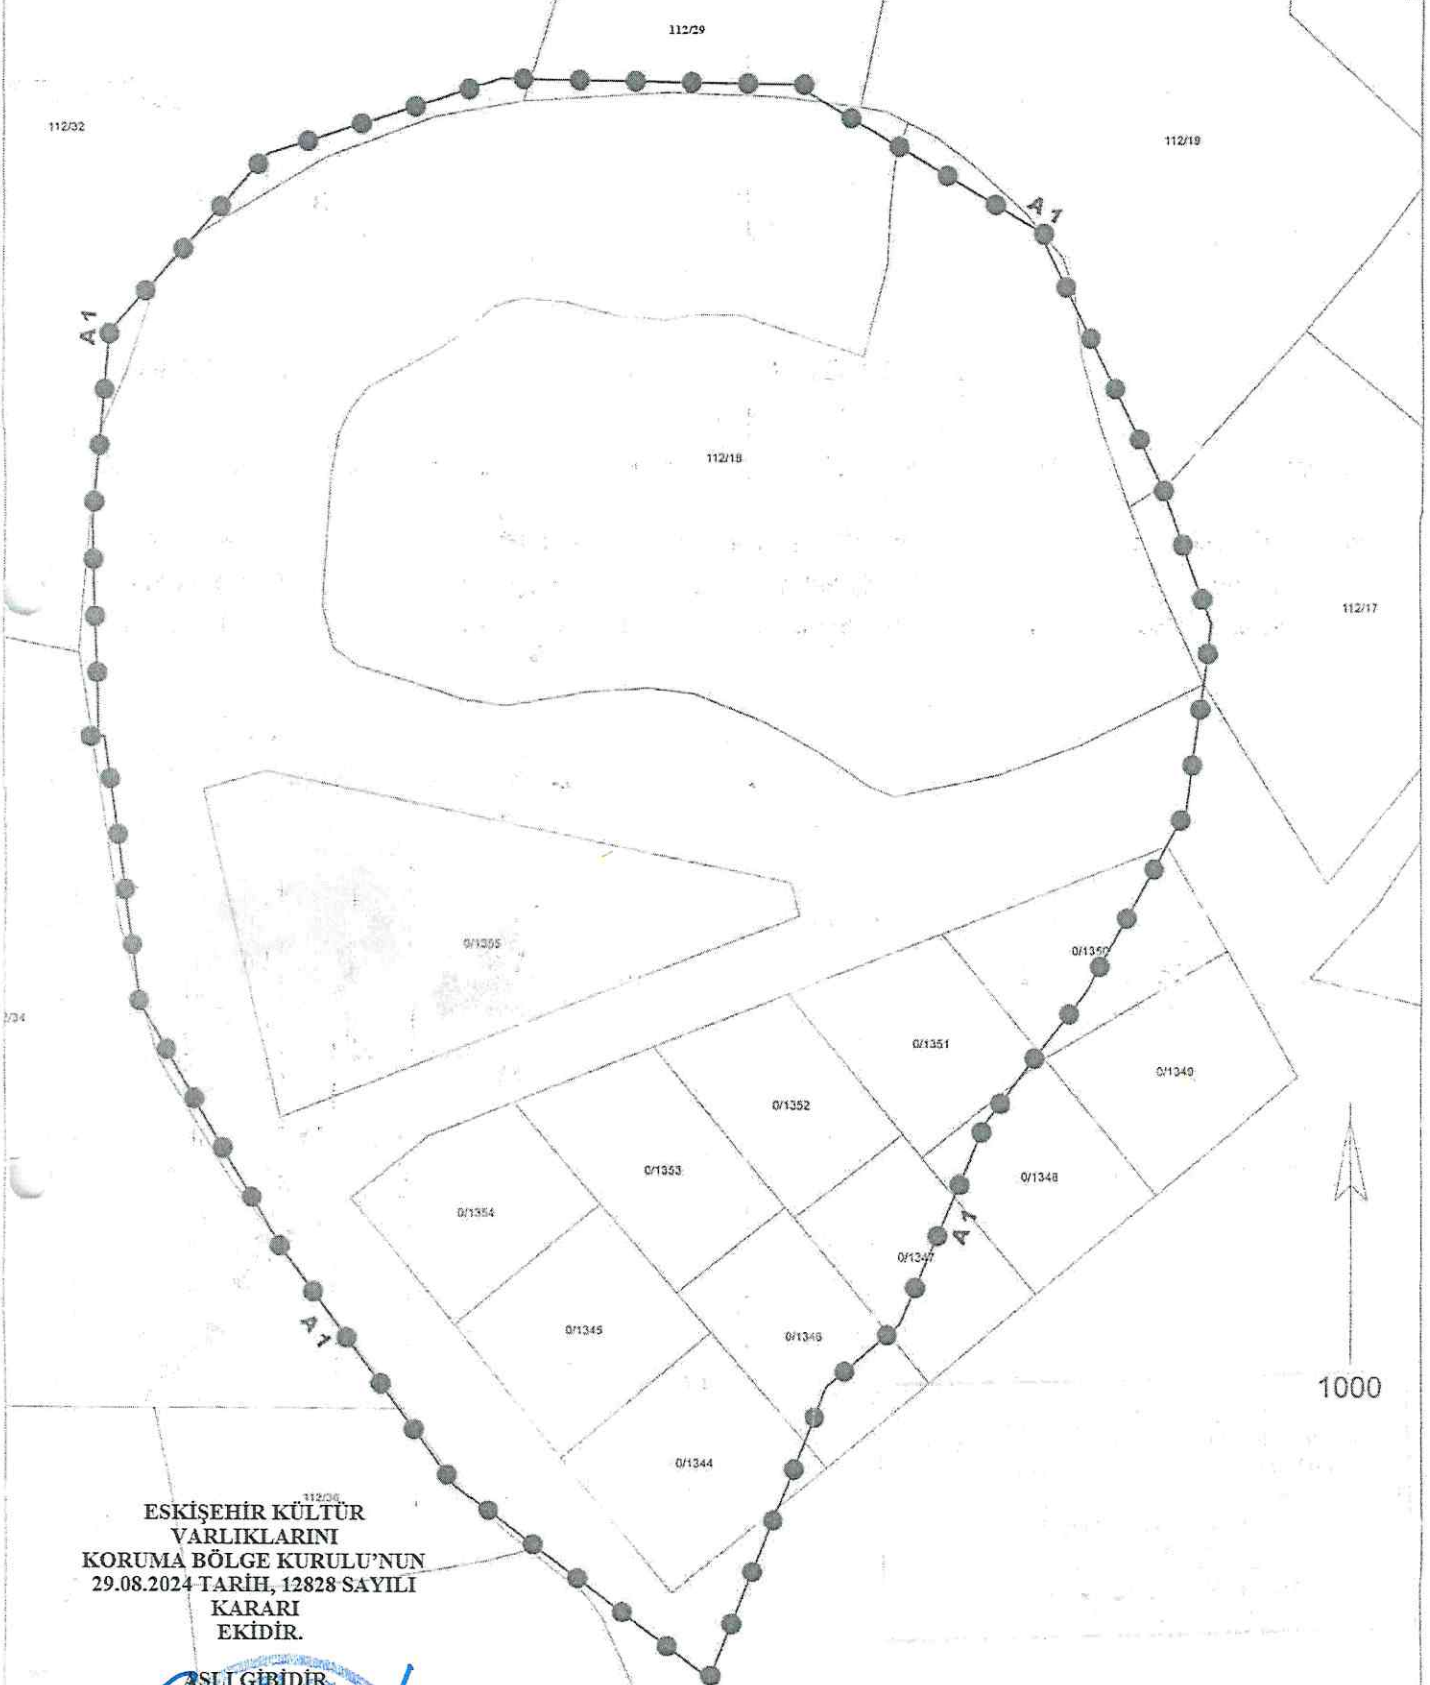 112/29
112/32
112/19
A 1
A 1
112/18
112/17
0/1355
0/1350
2/34
0/1351
0/1349
0/1352
0/1353
0/1348
0/1354
A 1
0/1347
A 1
0/1345
0/1346
1000
0/1344
112/36
ESKİŞEHİR KÜLTÜR
VARLIKLARINI
KORUMA BÖLGE KURULU’NUN
29.08.2024 TARİH, 12828 SAYILI
KARARI
EKİDİR.
ASLI GİBİDİR